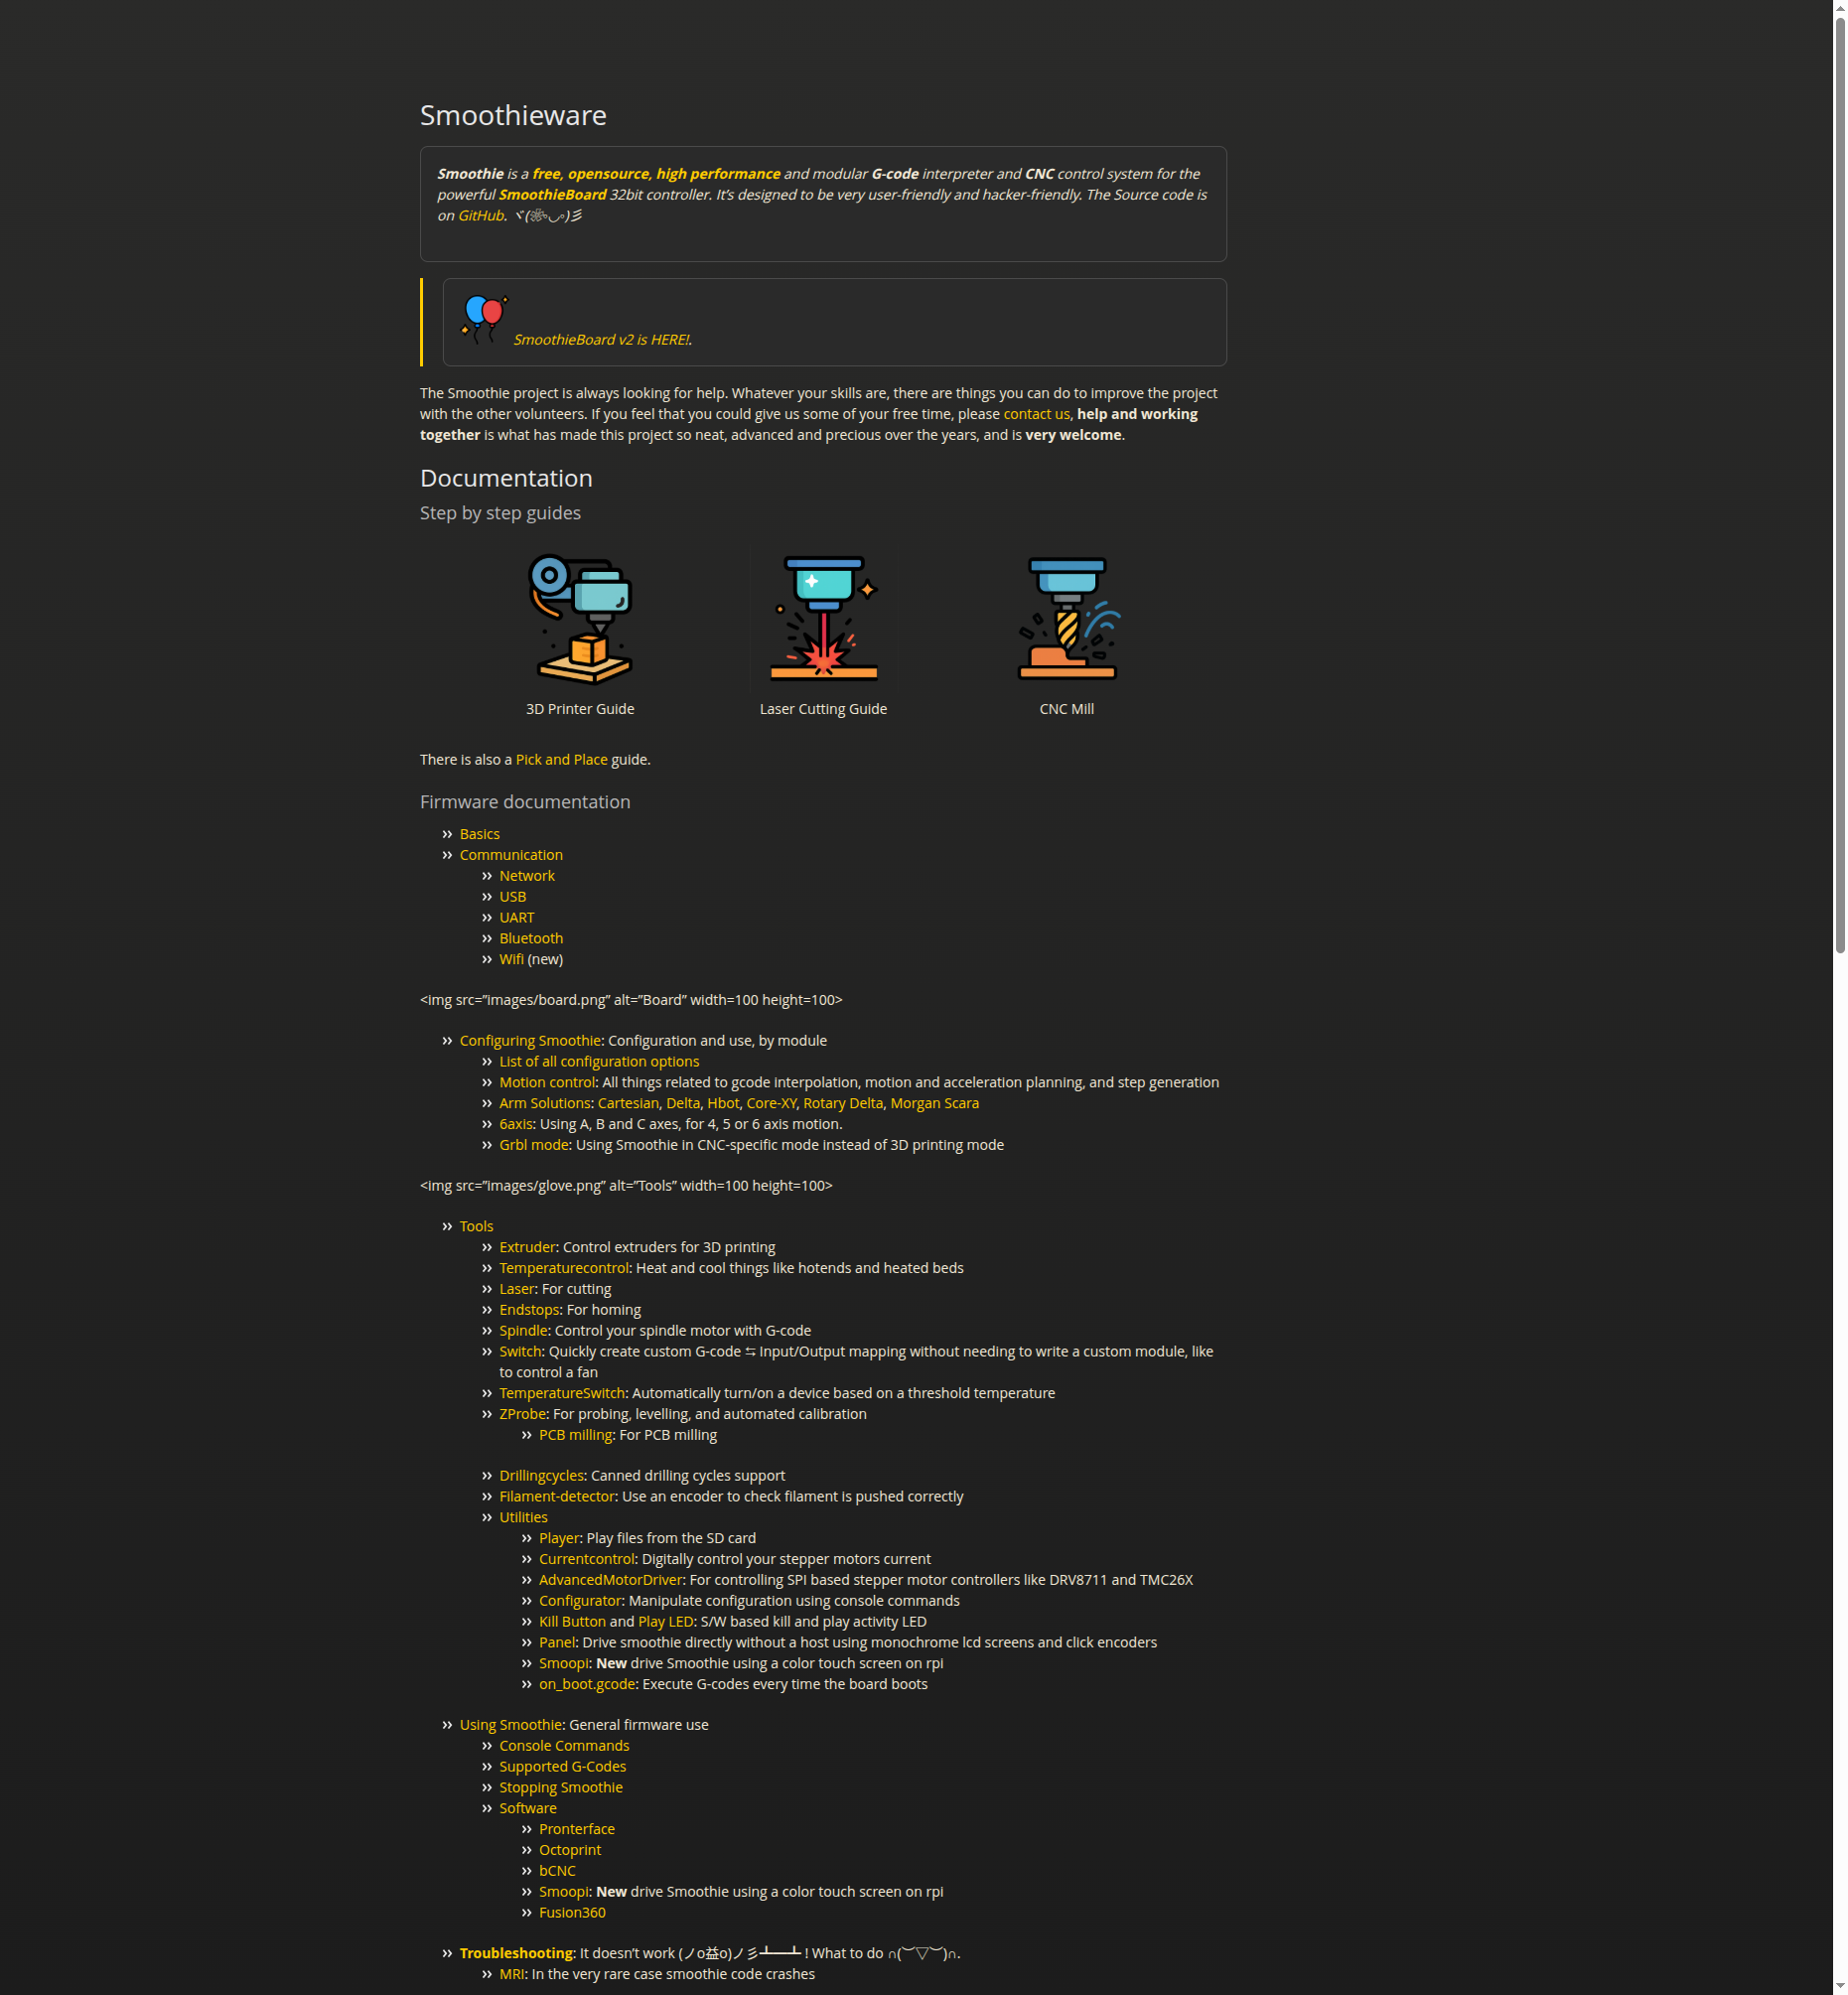 Smoothieware
Smoothie is a free, opensource, high performance and modular G-code interpreter and CNC control system for the
powerful SmoothieBoard 32bit controller. It’s designed to be very user-friendly and hacker-friendly. The Source code is
on GitHub. ヾ(❀◦◡◦)彡
SmoothieBoard v2 is HERE!.
The Smoothie project is always looking for help. Whatever your skills are, there are things you can do to improve the project
with the other volunteers. If you feel that you could give us some of your free time, please contact us, help and working
together is what has made this project so neat, advanced and precious over the years, and is very welcome.
Documentation
Step by step guides
3D Printer Guide
Laser Cutting Guide
CNC Mill
There is also a Pick and Place guide.
Firmware documentation
» Basics
» Communication
» Network
» USB
» UART
» Bluetooth
» Wifi (new)
<img src=”images/board.png” alt=”Board” width=100 height=100>
» Configuring Smoothie: Configuration and use, by module
» List of all configuration options
» Motion control: All things related to gcode interpolation, motion and acceleration planning, and step generation
» Arm Solutions: Cartesian, Delta, Hbot, Core-XY, Rotary Delta, Morgan Scara
» 6axis: Using A, B and C axes, for 4, 5 or 6 axis motion.
» Grbl mode: Using Smoothie in CNC-specific mode instead of 3D printing mode
<img src=”images/glove.png” alt=”Tools” width=100 height=100>
» Tools
» Extruder: Control extruders for 3D printing
» Temperaturecontrol: Heat and cool things like hotends and heated beds
» Laser: For cutting
» Endstops: For homing
» Spindle: Control your spindle motor with G-code
» Switch: Quickly create custom G-code ⇆ Input/Output mapping without needing to write a custom module, like
to control a fan
» TemperatureSwitch: Automatically turn/on a device based on a threshold temperature
» ZProbe: For probing, levelling, and automated calibration
» PCB milling: For PCB milling
» Drillingcycles: Canned drilling cycles support
» Filament-detector: Use an encoder to check filament is pushed correctly
» Utilities
» Player: Play files from the SD card
» Currentcontrol: Digitally control your stepper motors current
» AdvancedMotorDriver: For controlling SPI based stepper motor controllers like DRV8711 and TMC26X
» Configurator: Manipulate configuration using console commands
» Kill Button and Play LED: S/W based kill and play activity LED
» Panel: Drive smoothie directly without a host using monochrome lcd screens and click encoders
» Smoopi: New drive Smoothie using a color touch screen on rpi
» on_boot.gcode: Execute G-codes every time the board boots
» Using Smoothie: General firmware use
» Console Commands
» Supported G-Codes
» Stopping Smoothie
» Software
» Pronterface
» Octoprint
» bCNC
» Smoopi: New drive Smoothie using a color touch screen on rpi
» Fusion360
» Troubleshooting: It doesn’t work (ノo益o)ノ彡┻━┻ ! What to do ∩(︶▽︶)∩.
» MRI: In the very rare case smoothie code crashes